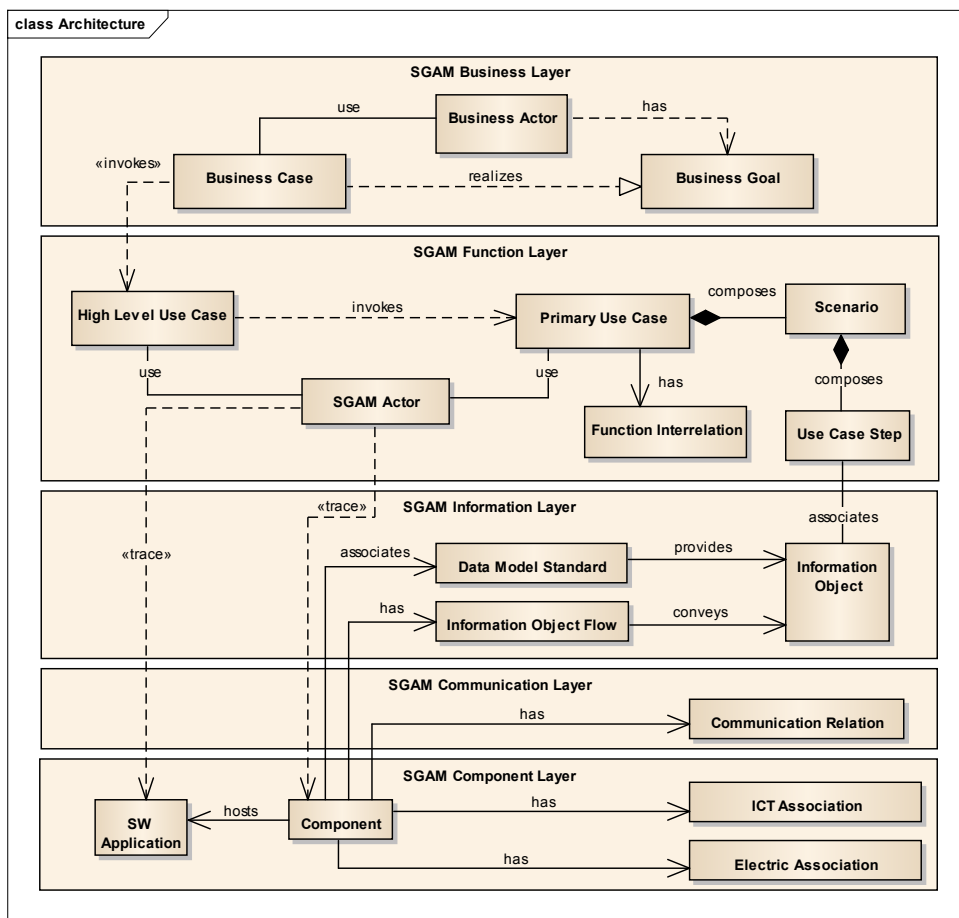 class Architecture
SGAM Business Layer
Business Actor
use
has
«invokes»
Business Case
realizes
Business Goal
SGAM Function Layer
High Level Use Case
invokes
Primary Use Case
composes
Scenario
use
SGAM Actor
use
has
composes
Function Interrelation
Use Case Step
SGAM Information Layer
«trace»
associates
«trace»
associates
Data Model Standard
provides
Information
Object
has
Information Object Flow
conveys
SGAM Communication Layer
has
Communication Relation
SGAM Component Layer
SW
Application
hosts
Component
has
ICT Association
has
Electric Association